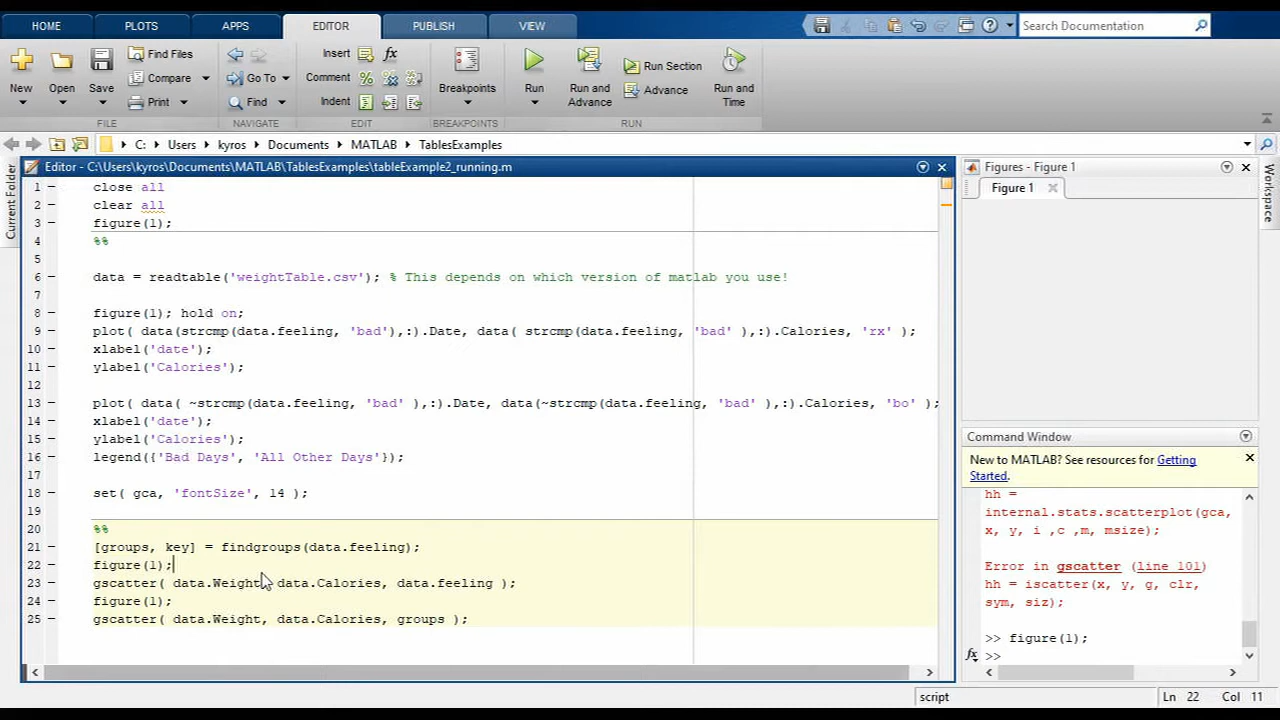 HOME PLOTS APPS EDITOR PUBLISH VIEW Search Documentation
New Open Save Find Files Compare Print
Go To Find
Insert fx
Comment
Indent
Breakpoints
Run Run and Advance Run Section Advance Run and Time
FILE NAVIGATE EDIT BREAKPOINTS RUN
C: Users kyros Documents MATLAB TablesExamples
Current Folder
Editor - C:\Users\kyros\Documents\MATLAB\TablesExamples\tableExample2_running.m
1 close all
2 clear all
3 figure(1);
4 %%
5
6 data = readtable('weightTable.csv'); % This depends on which version of matlab you use!
7
8 figure(1); hold on;
9 plot( data(strcmp(data.feeling, 'bad'),:).Date, data( strcmp(data.feeling, 'bad' ),:).Calories, 'rx' );
10 xlabel('date');
11 ylabel('Calories');
12
13 plot( data( ~strcmp(data.feeling, 'bad' ),:).Date, data(~strcmp(data.feeling, 'bad' ),:).Calories, 'bo' );
14 xlabel('date');
15 ylabel('Calories');
16 legend({'Bad Days', 'All Other Days'});
17
18 set( gca, 'fontSize', 14 );
19
20 %%
21 [groups, key] = findgroups(data.feeling);
22 figure(1);
23 gscatter( data.Weight, data.Calories, data.feeling );
24 figure(1);
25 gscatter( data.Weight, data.Calories, groups );
Figures - Figure 1
Figure 1
Workspace
Command Window
New to MATLAB? See resources for Getting
Started.
hh =
internal.stats.scatterplot(gca,
x, y, i ,c ,m, msize);
Error in gscatter (line 101)
hh = iscatter(x, y, g, clr,
sym, siz);
>> figure(1);
fx >>
script Ln 22 Col 11